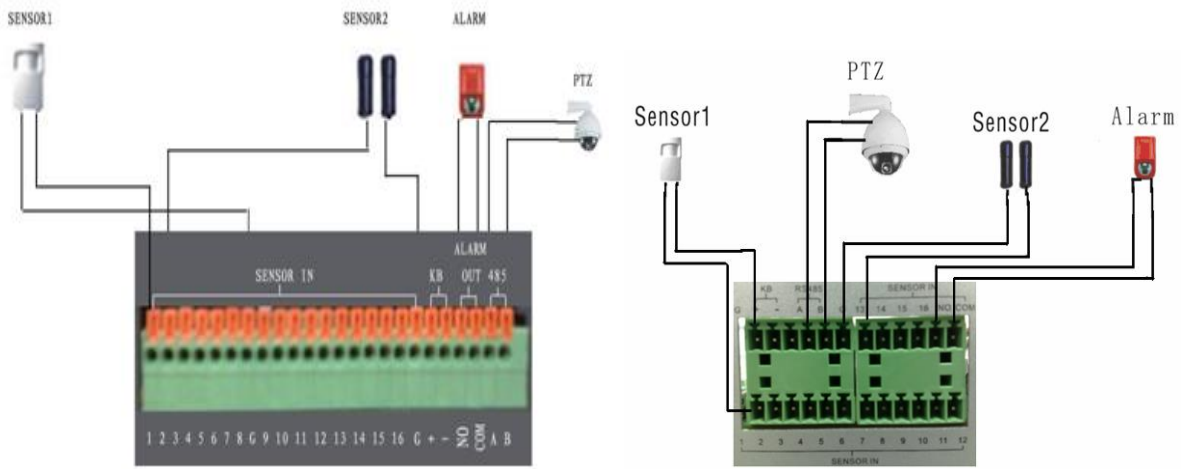 SENSOR1 SENSOR2 ALARM
PTZ
ALARM
SENSOR IN KB OUT 485
1 2 3 4 5 6 7 8 G 9 10 11 12 13 14 15 16 G + - NO COM A B
PTZ
Sensor1 Sensor2 Alarm
KB RS485 SENSOR IN
G + - A B 13 14 15 16 NO COM
1 2 3 4 5 6 7 8 9 10 11 12
SENSOR IN